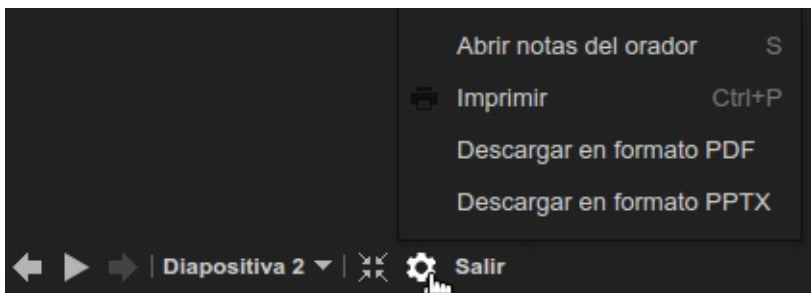 Abrir notas del orador S
Imprimir Ctrl+P
Descargar en formato PDF
Descargar en formato PPTX
Diapositiva 2 Salir